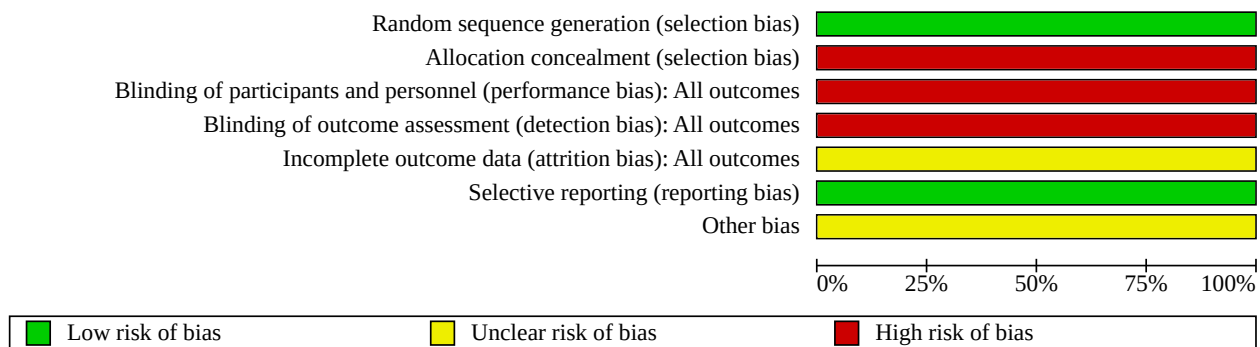 Random sequence generation (selection bias)
Allocation concealment (selection bias)
Blinding of participants and personnel (performance bias): All outcomes
Blinding of outcome assessment (detection bias): All outcomes
Incomplete outcome data (attrition bias): All outcomes
Selective reporting (reporting bias)
Other bias
0% 25% 50% 75% 100%
Low risk of bias Unclear risk of bias High risk of bias